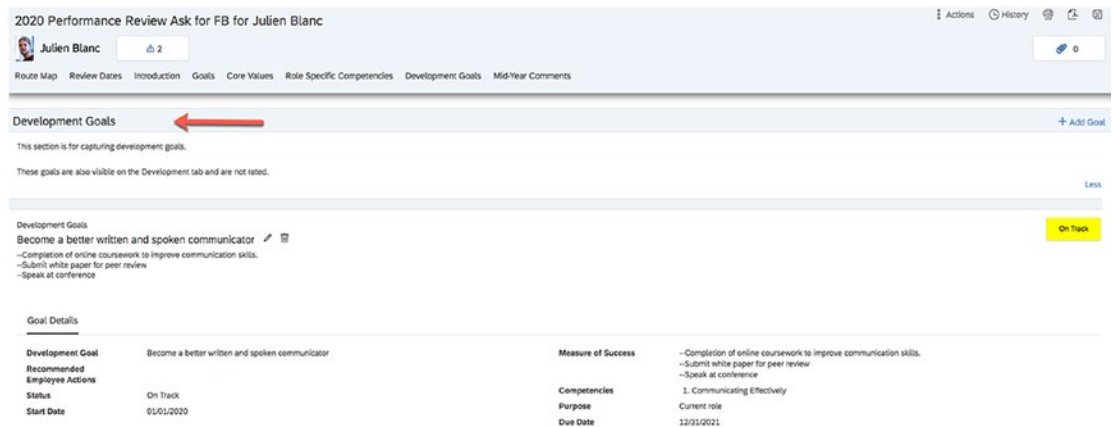 2020 Performance Review Ask for FB for Julien Blanc
Actions History
Julien Blanc 2 0
Route Map Review Dates Introduction Goals Core Values Role Specific Competencies Development Goals Mid-Year Comments
Development Goals + Add Goal
This section is for capturing development goals.
These goals are also visible on the Development tab and are not rated.
Less
Development Goals
Become a better written and spoken communicator
On Track
--Completion of online coursework to improve communication skills.
--Submit white paper for peer review
--Speak at conference
Goal Details
Development Goal Become a better written and spoken communicator
Recommended
Employee Actions
Status On Track
Start Date 01/01/2020
Measure of Success --Completion of online coursework to improve communication skills.
--Submit white paper for peer review
--Speak at conference
Competencies 1. Communicating Effectively
Purpose Current role
Due Date 12/31/2021